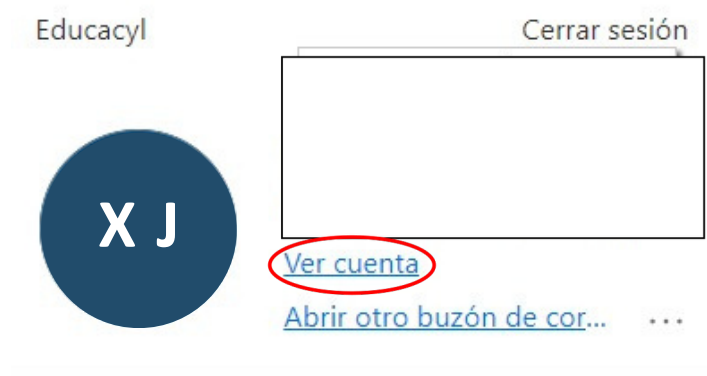 Educacyl
Cerrar sesión
X J
Ver cuenta
Abrir otro buzón de cor...
...